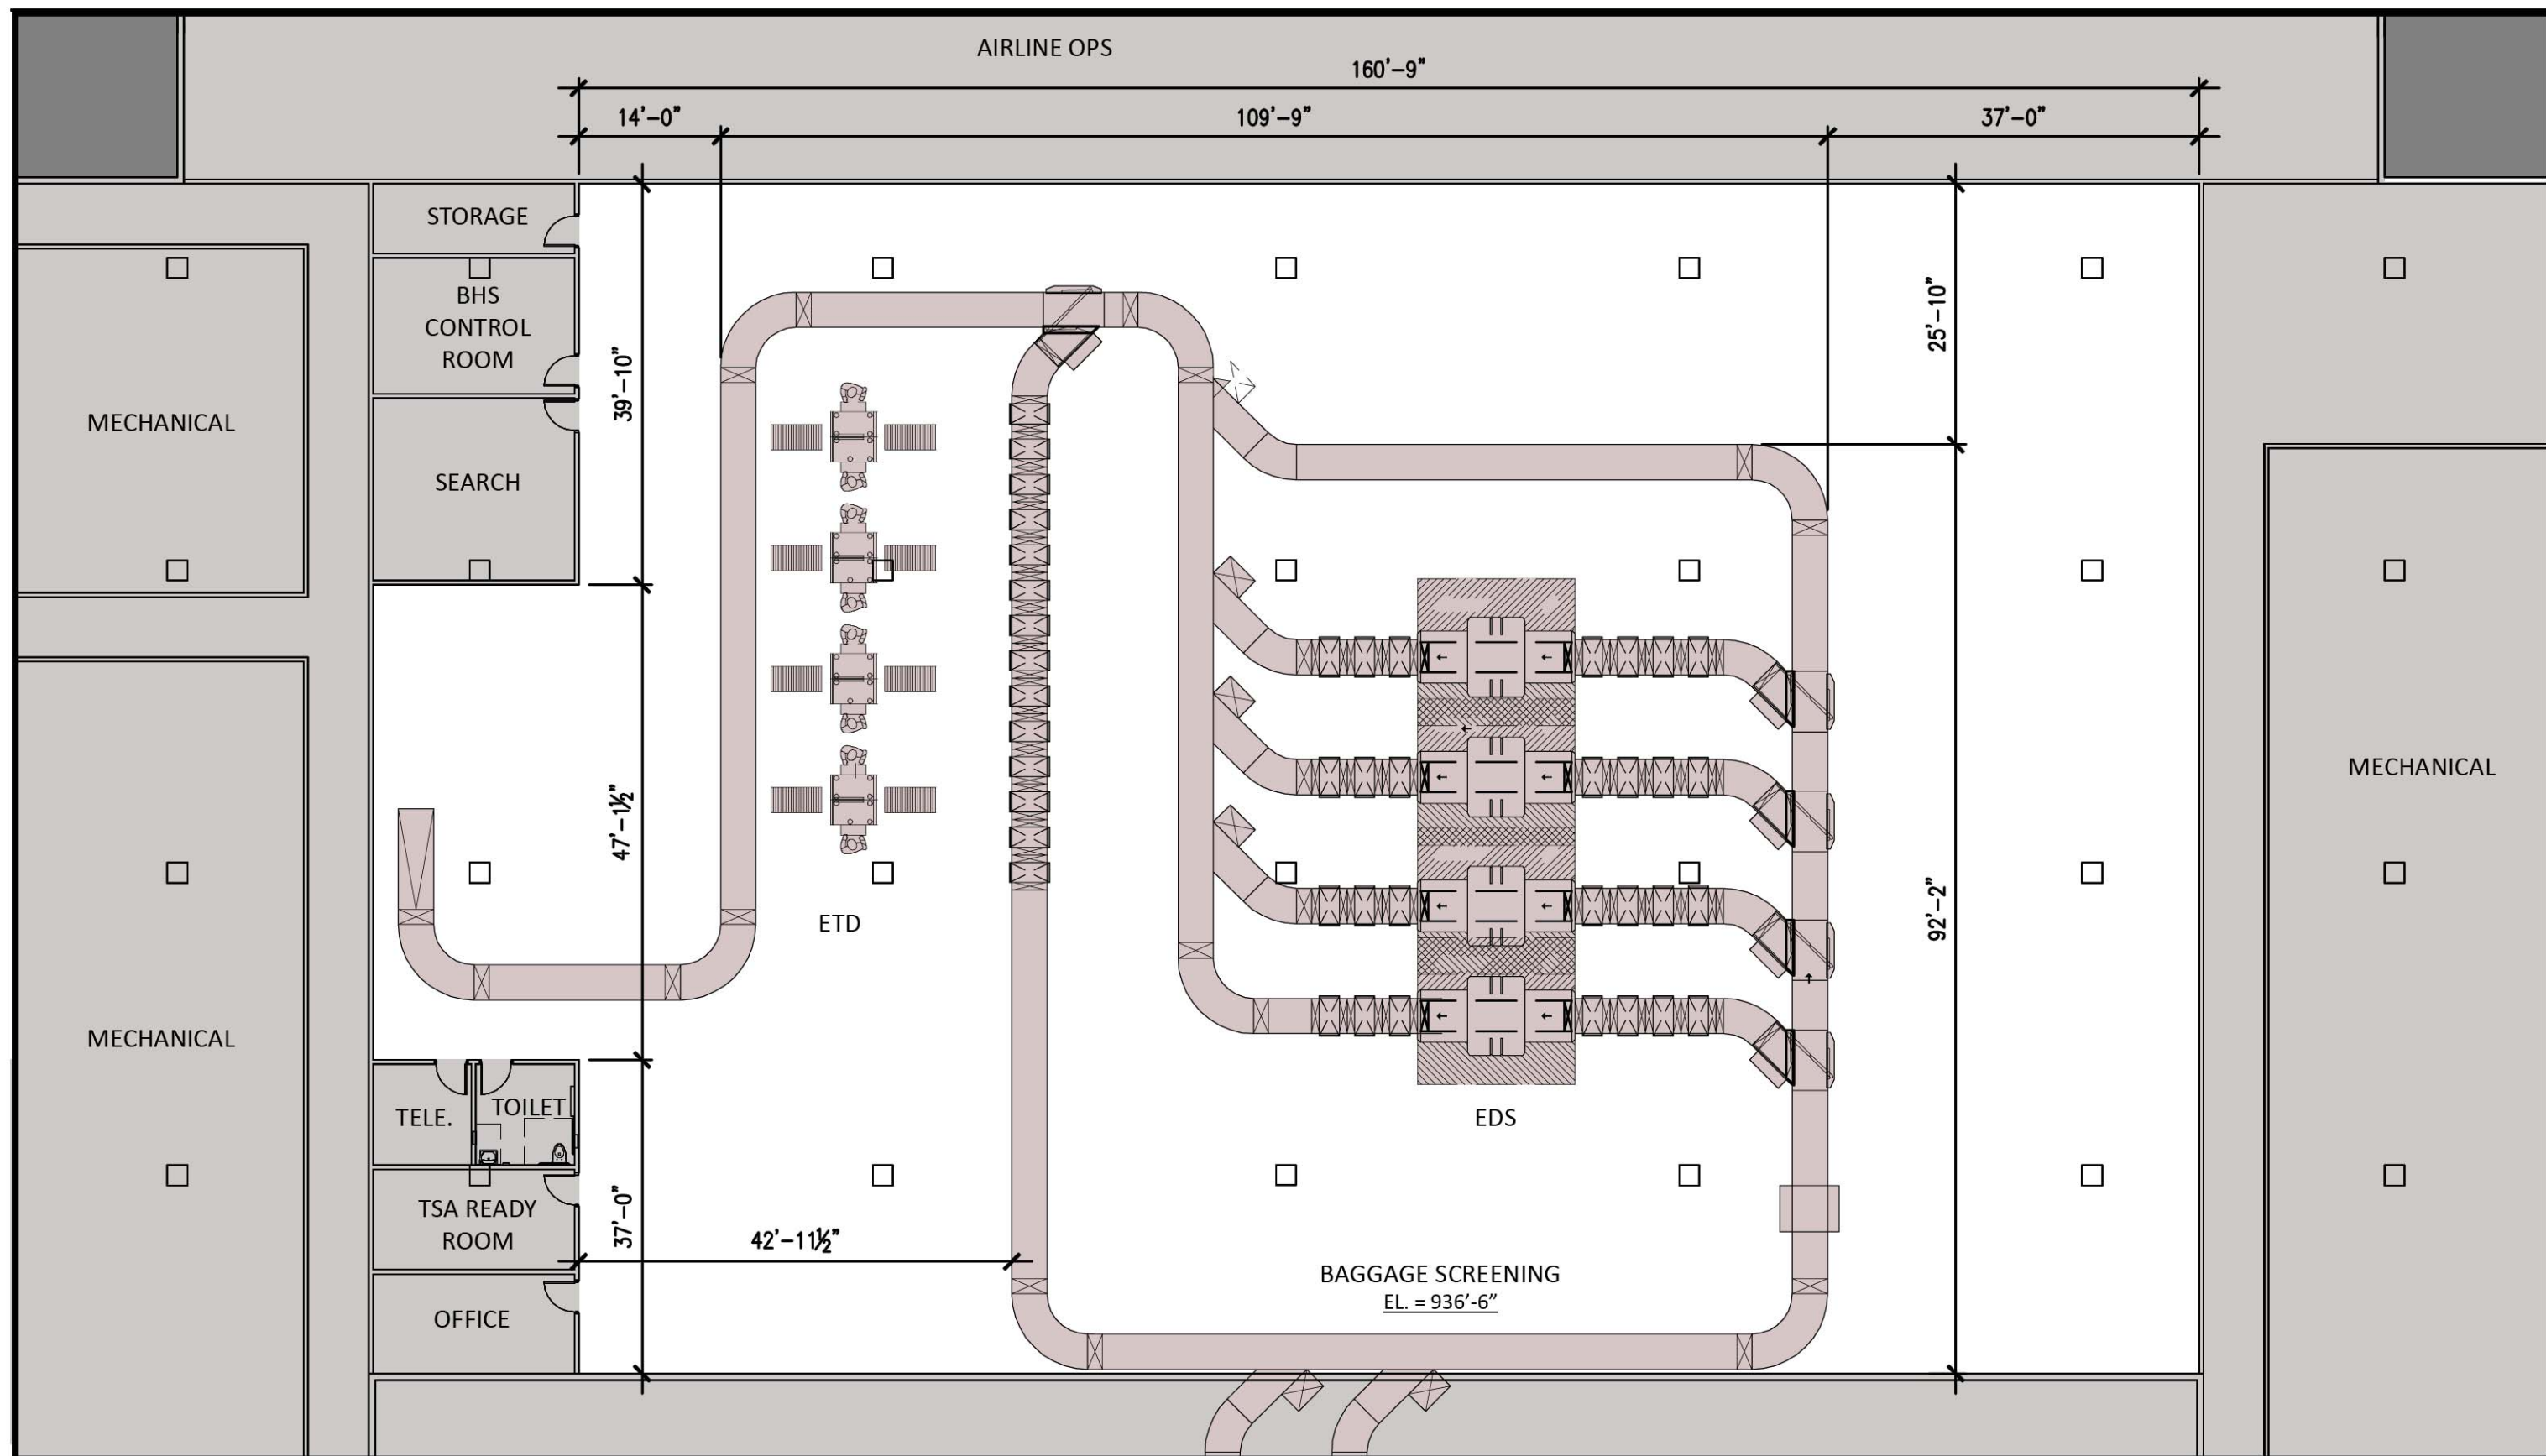 AIRLINE OPS
160'-9"
14'-0"
109'-9"
37'-0"
STORAGE
BHS
CONTROL
ROOM
MECHANICAL
SEARCH
39'-10"
25'-10"
MECHANICAL
47'-1½"
ETD
92'-2"
MECHANICAL
TELE.
TOILET
EDS
TSA READY
ROOM
37'-0"
42'-11½"
BAGGAGE SCREENING
EL. = 936'-6"
OFFICE